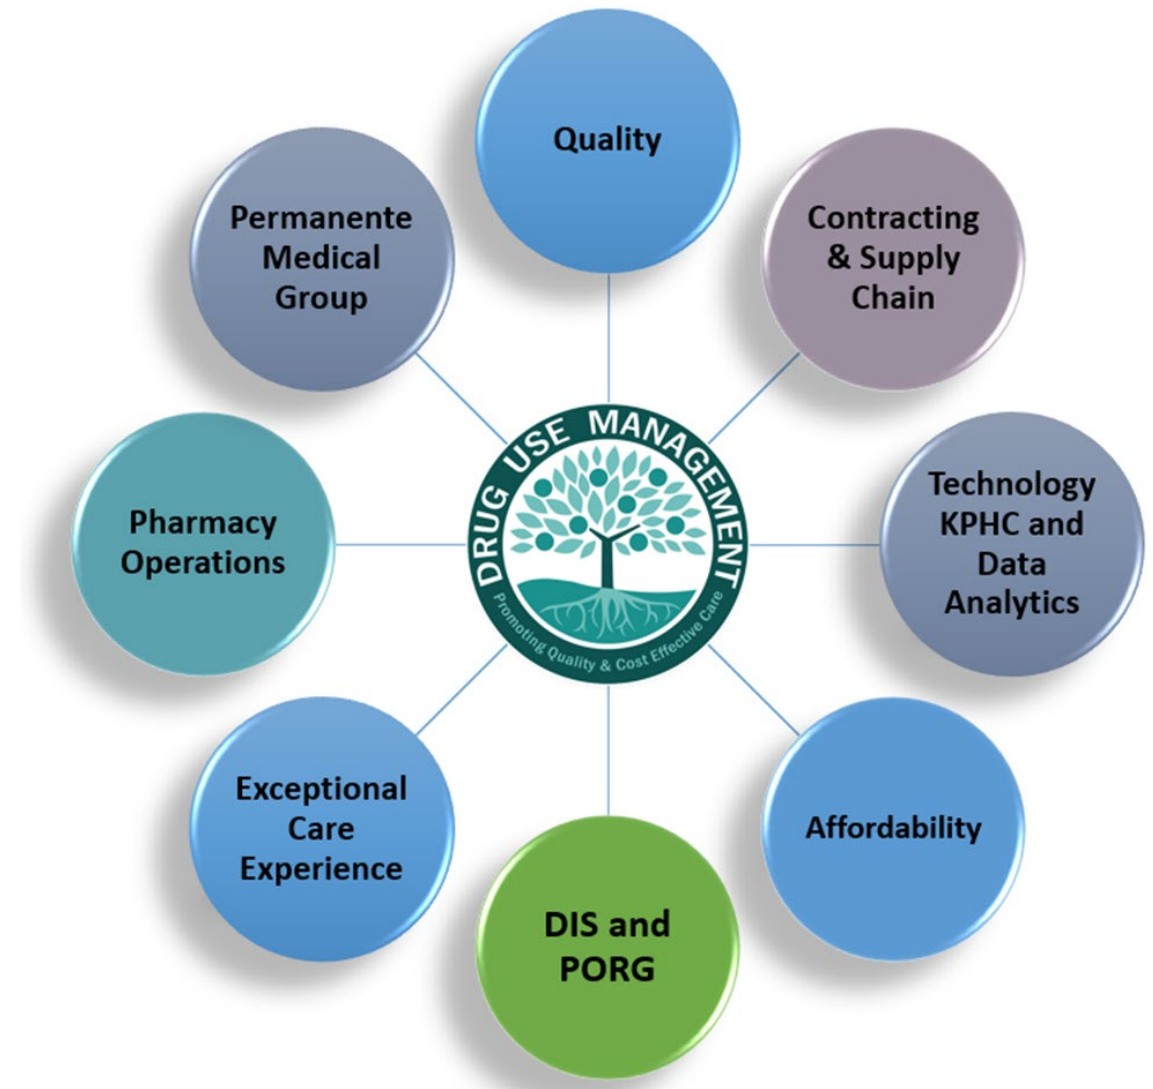 Quality
Contracting
& Supply
Chain
Technology
KPHC and
Data
Analytics
Affordability
DIS and
PORG
Exceptional
Care
Experience
Pharmacy
Operations
Permanente
Medical
Group
DRUG USE MANAGEMENT
Promoting Quality & Cost Effective Care